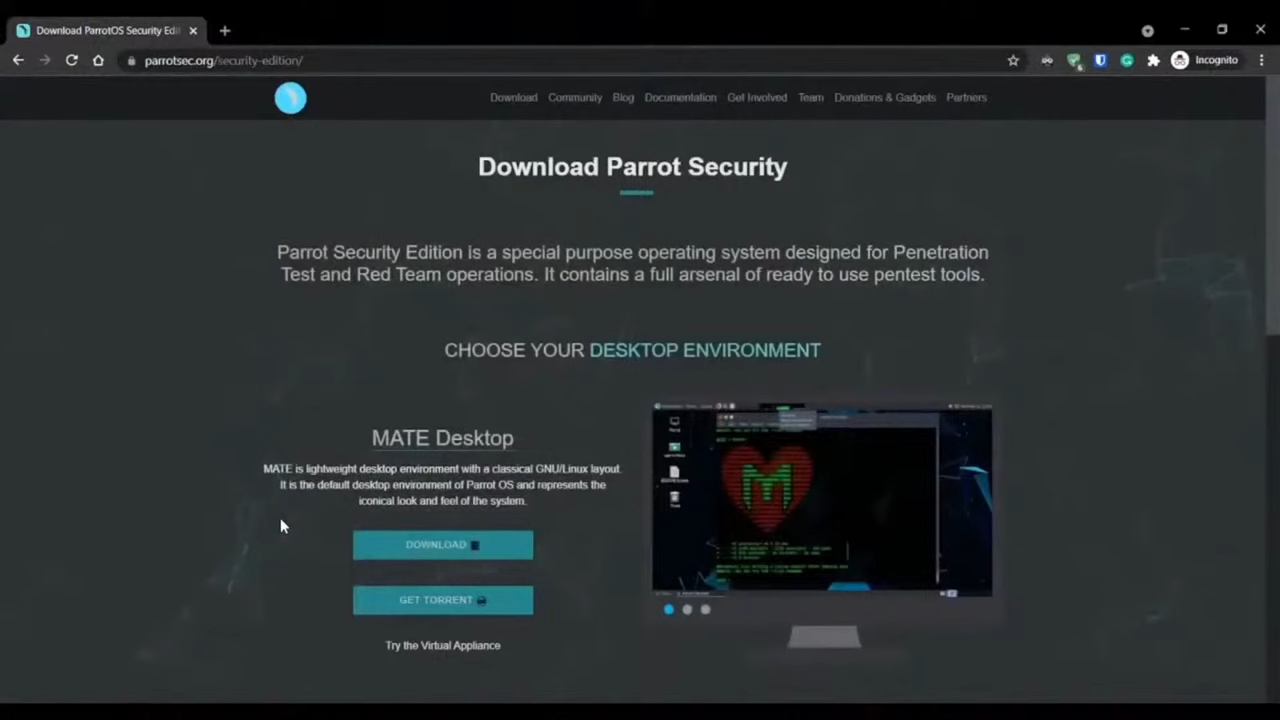 Download ParrotOS Security Edi
parrotsec.org/security-edition/
Incognito
Download Community Blog Documentation Get Involved Team Donations & Gadgets Partners
Download Parrot Security
Parrot Security Edition is a special purpose operating system designed for Penetration
Test and Red Team operations. It contains a full arsenal of ready to use pentest tools.
CHOOSE YOUR DESKTOP ENVIRONMENT
MATE Desktop
MATE is lightweight desktop environment with a classical GNU/Linux layout.
It is the default desktop environment of Parrot OS and represents the
iconical look and feel of the system.
DOWNLOAD
GET TORRENT
Try the Virtual Appliance